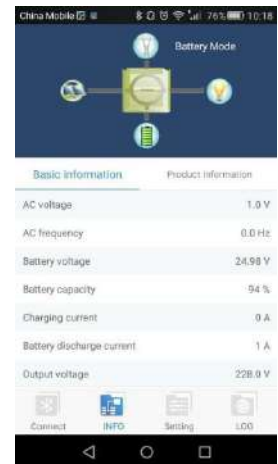 China Mobile 76% 10:18
Battery Mode
Basic information Product Information
AC voltage 1.0 V
AC frequency 0.0 Hz
Battery voltage 24.98 V
Battery capacity 94 %
Charging current 0 A
Battery discharge current 1 A
Output voltage 228.0 V
Connect INFO Setting LOG